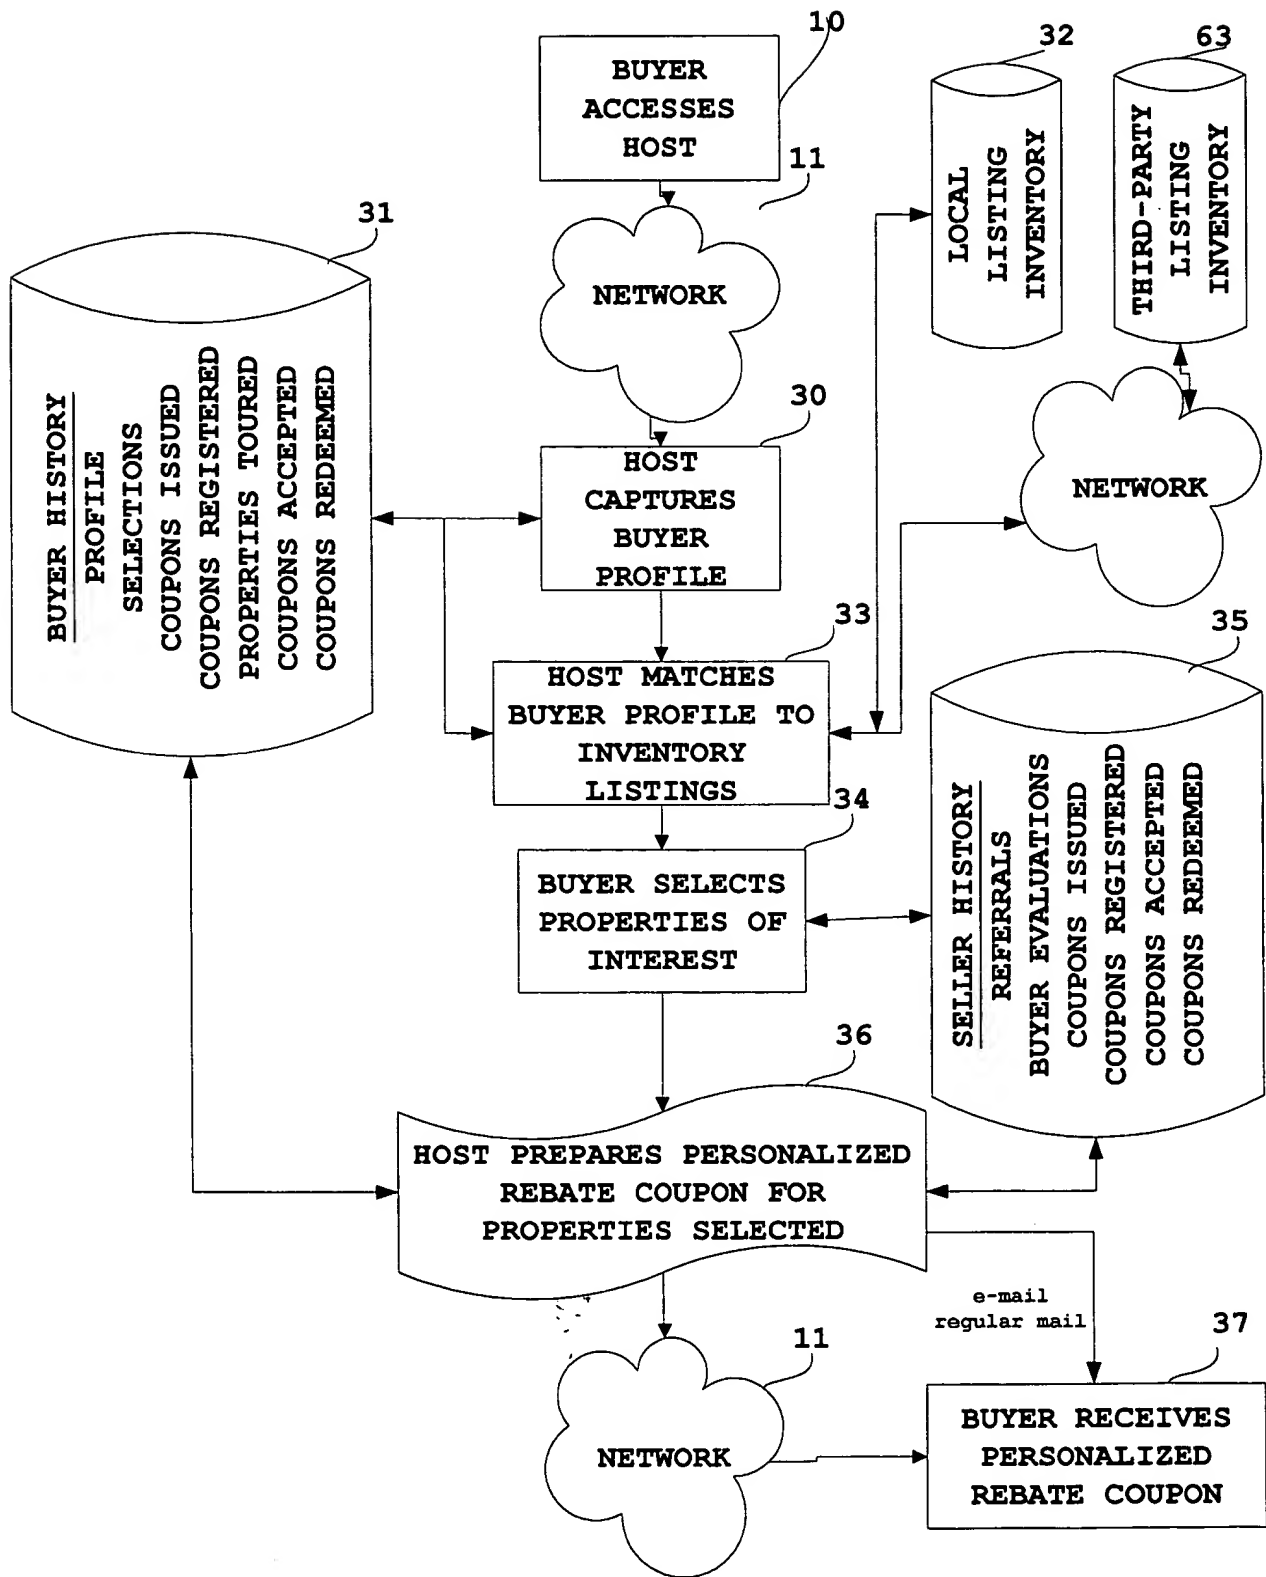 10
BUYER
ACCESSES
HOST
11
NETWORK
32
LOCAL
LISTING
INVENTORY
63
THIRD-PARTY
LISTING
INVENTORY
NETWORK
31
BUYER HISTORY
PROFILE
SELECTIONS
COUPONS ISSUED
COUPONS REGISTERED
PROPERTIES TOURED
COUPONS ACCEPTED
COUPONS REDEEMED
30
HOST
CAPTURES
BUYER
PROFILE
33
HOST MATCHES
BUYER PROFILE TO
INVENTORY
LISTINGS
34
BUYER SELECTS
PROPERTIES OF
INTEREST
35
SELLER HISTORY
REFERRALS
BUYER EVALUATIONS
COUPONS ISSUED
COUPONS REGISTERED
COUPONS ACCEPTED
COUPONS REDEEMED
36
HOST PREPARES PERSONALIZED
REBATE COUPON FOR
PROPERTIES SELECTED
e-mail
regular mail
11
NETWORK
37
BUYER RECEIVES
PERSONALIZED
REBATE COUPON